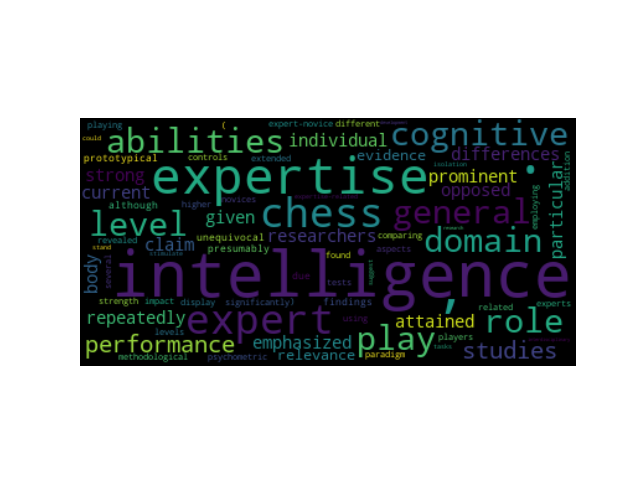 playing ( expert-novice different
could abilities individual cognitive
prototypical controls extended evidence differences
strong expertise prominent .
current opposed particular addition
although higher novices chess general employing
level given researchers domain
revealed claim unequivocal presumably comparing
stand stimulate found aspects
body several intelligence due tests suggest
strength impact display significantly) findings , related experts
repeatedly expert using attained role
performance levels emphasized play players studies
methodological psychometric relevance paradigm tasks
isolation research